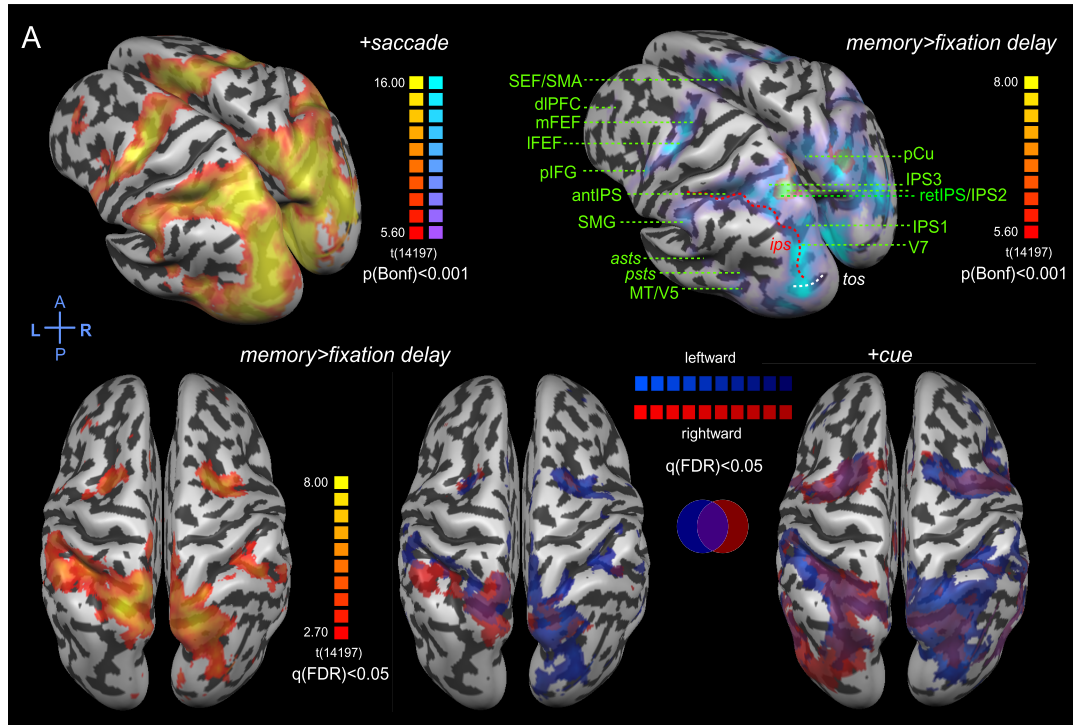 A
+saccade
16.00
5.60
t(14197)
p(Bonf)<0.001
memory>fixation delay
8.00
5.60
t(14197)
p(Bonf)<0.001
SEF/SMA
dlPFC
mFEF
lFEF
pIFG
antIPS
SMG
asts
psts
MT/V5
pCu
IPS3
retIPS/IPS2
IPS1
V7
ips
tos
A
L R
P
memory>fixation delay
8.00
2.70
t(14197)
q(FDR)<0.05
leftward
rightward
q(FDR)<0.05
+cue